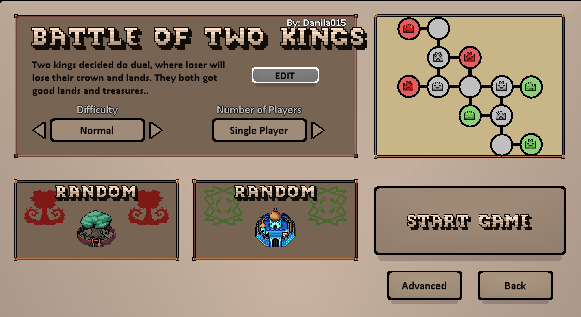 By: Danila015
BATTLE OF TWO KINGS
Two kings decided do duel, where loser will
lose their crown and lands. They both got
good lands and treasures..
EDIT
Difficulty
Number of Players
Normal
Single Player
RANDOM
RANDOM
START GAME
Advanced
Back